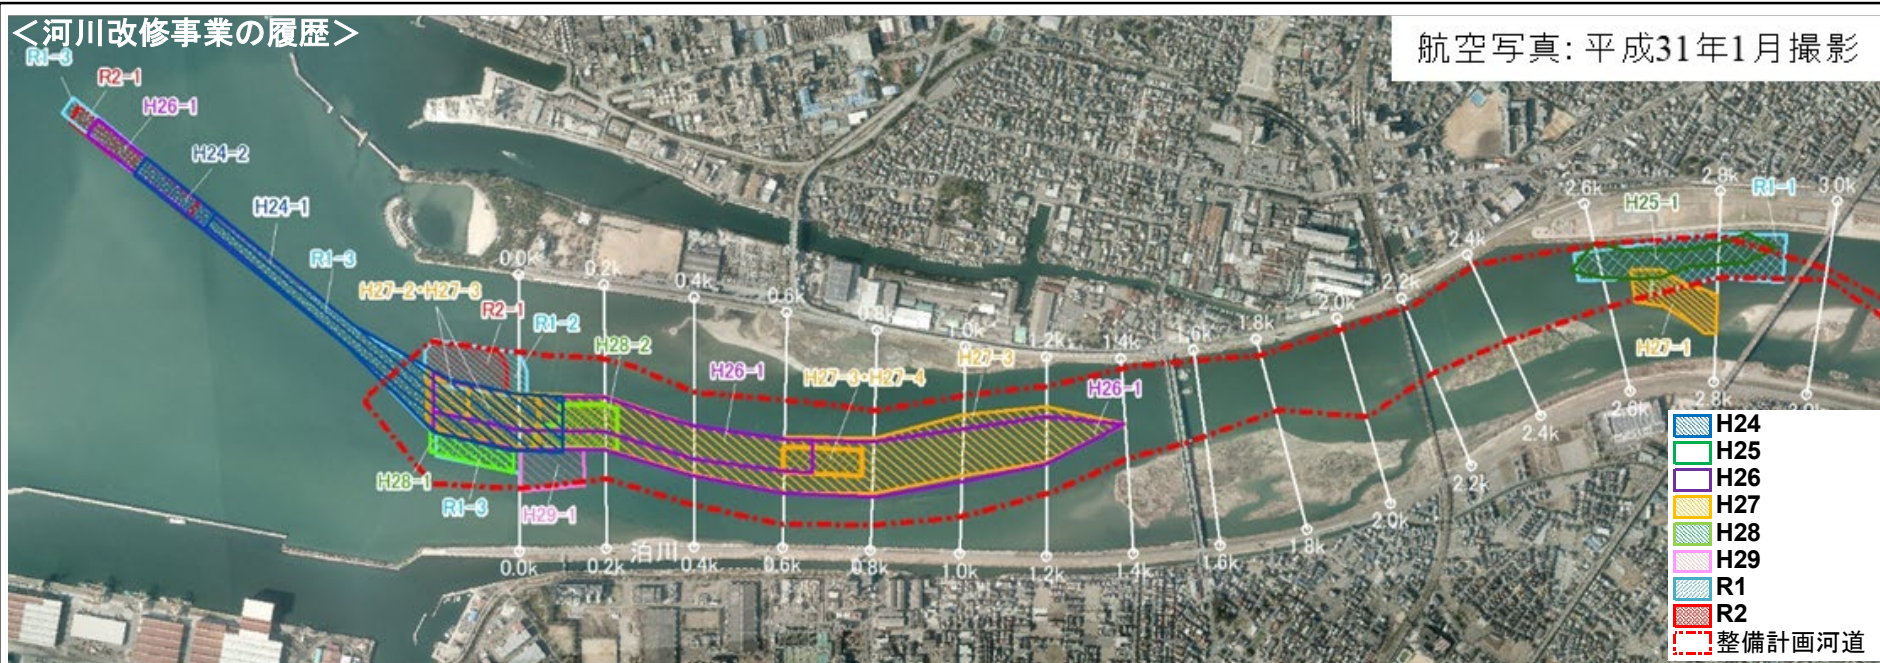 ＜河川改修事業の履歴＞
航空写真: 平成31年1月撮影
R1-3
R2-1
H26-1
H24-2
H24-1
R1-3
H27-2・H27-3
R2-1
R1-2
H28-2
H26-1
H27-3・H27-4
H27-3
H26-1
H25-1
R1-1
H27-1
H28-1
R1-3
H29-1
泊川
0.0k
0.2k
0.4k
0.6k
0.8k
1.0k
1.2k
1.4k
1.6k
1.8k
2.0k
2.2k
2.4k
2.6k
2.8k
3.0k
0.0k
0.2k
0.4k
0.6k
0.8k
1.0k
1.2k
1.4k
1.6k
1.8k
2.0k
2.2k
2.4k
2.6k
2.8k
3.0k
H24
H25
H26
H27
H28
H29
R1
R2
整備計画河道